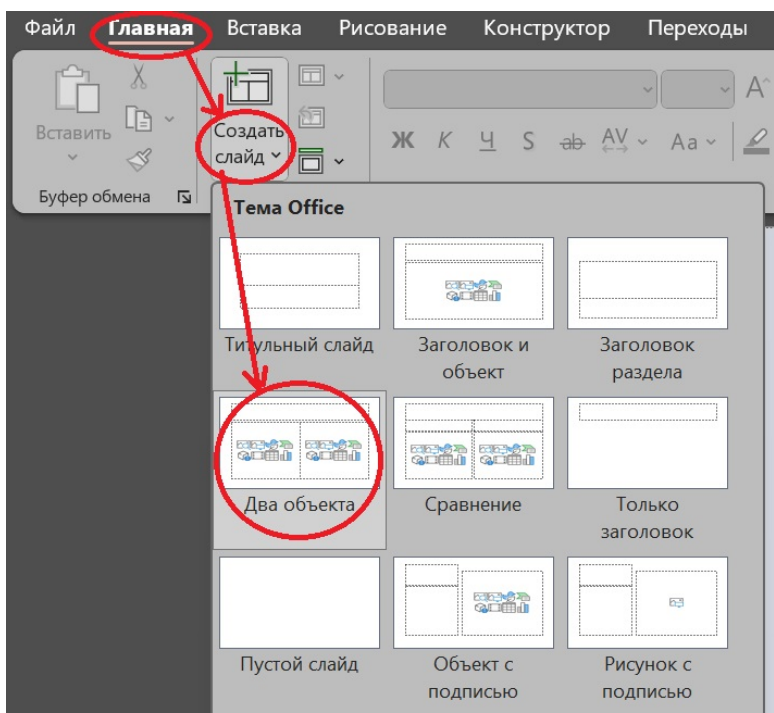 Файл Главная Вставка Рисование Конструктор Переходы
Вставить
Создать
слайд
Ж К Ч S ab AV Aa A
Буфер обмена
Тема Office
Титульный слайд
Заголовок и
объект
Заголовок
раздела
Два объекта
Сравнение
Только
заголовок
Пустой слайд
Объект с
подписью
Рисунок с
подписью